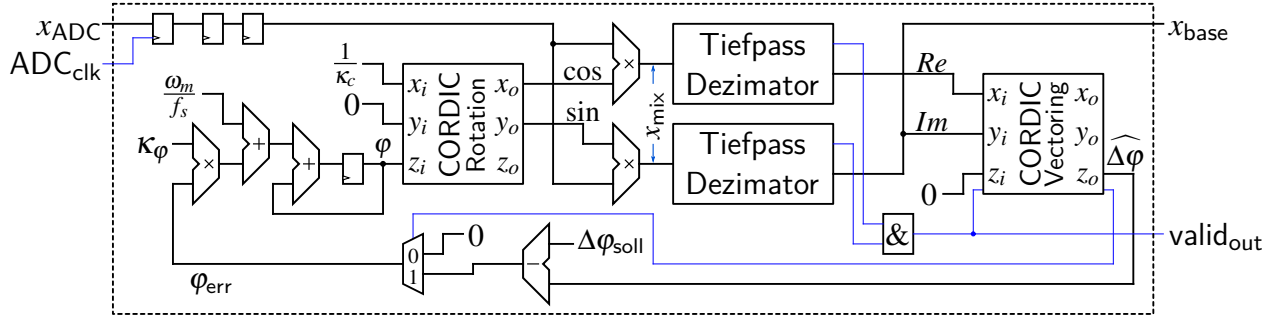 x_ADC
ADC_clk
ω_m
f_s
κ_φ
×
+
+
φ
1
κ_c
0
x_i
y_i
z_i
CORDIC
Rotation
x_o
y_o
z_o
cos
sin
×
×
x_mix
Tiefpass
Dezimator
Tiefpass
Dezimator
Re
Im
0
x_i
y_i
z_i
CORDIC
Vectoring
x_o
y_o
z_o
Δφ
x_base
&
valid_out
φ_err
0
1
0
−
Δφ_soll